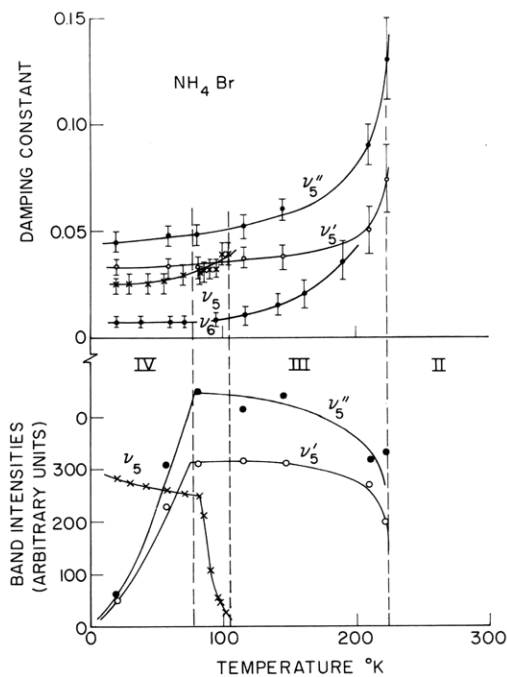 0.15
NH4 Br
0.10
DAMPING CONSTANT
ν5''
ν5'
0.05
ν5
ν6
0
IV III II
0
ν5''
ν5
ν5'
300
200
100
0
BAND INTENSITIES
(ARBITRARY UNITS)
0 100 200 300
TEMPERATURE °K